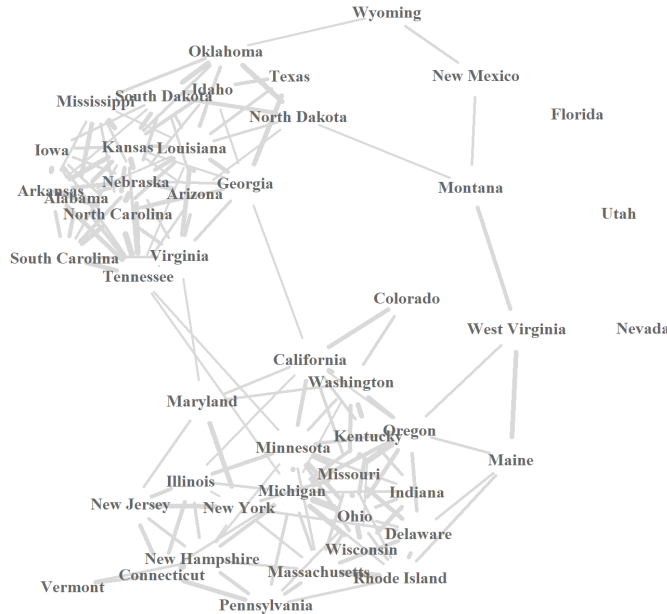 Wyoming
Oklahoma
Texas
New Mexico
Idaho
South Dakota
Mississippi
North Dakota
Florida
Kansas
Louisiana
Iowa
Nebraska
Georgia
Montana
Arkansas
Alabama
Arizona
North Carolina
Utah
Virginia
South Carolina
Tennessee
Colorado
West Virginia
Nevada
California
Washington
Maryland
Oregon
Kentucky
Minnesota
Maine
Missouri
Illinois
Michigan
Indiana
New Jersey
New York
Ohio
Delaware
Wisconsin
New Hampshire
Connecticut
Massachusetts
Rhode Island
Vermont
Pennsylvania